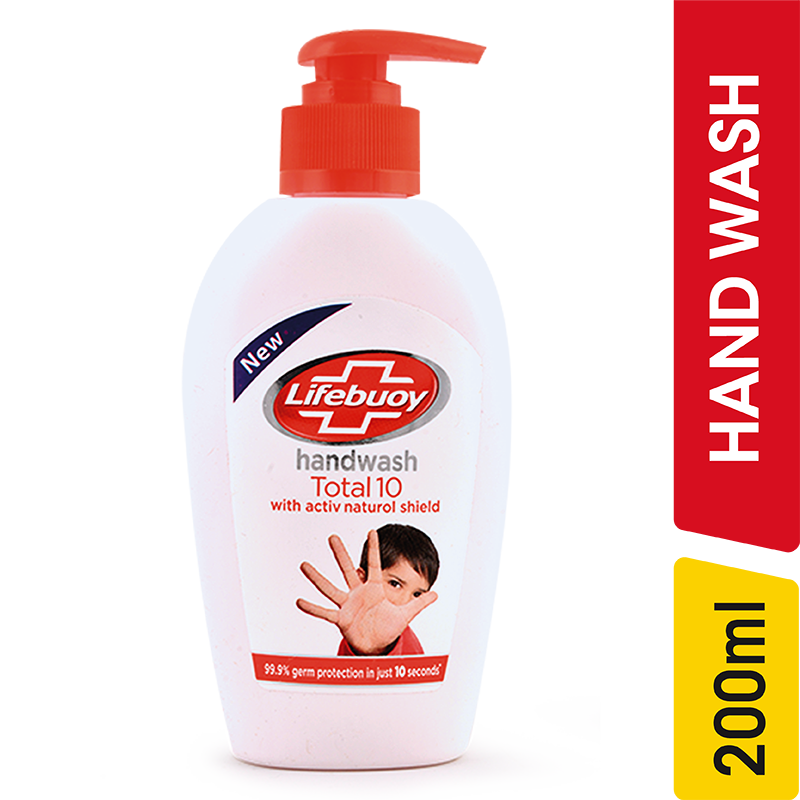 New
Lifebuoy
handwash
Total 10
with activ naturol shield
99.9% germ protection in just 10 seconds*
HAND WASH
200ml